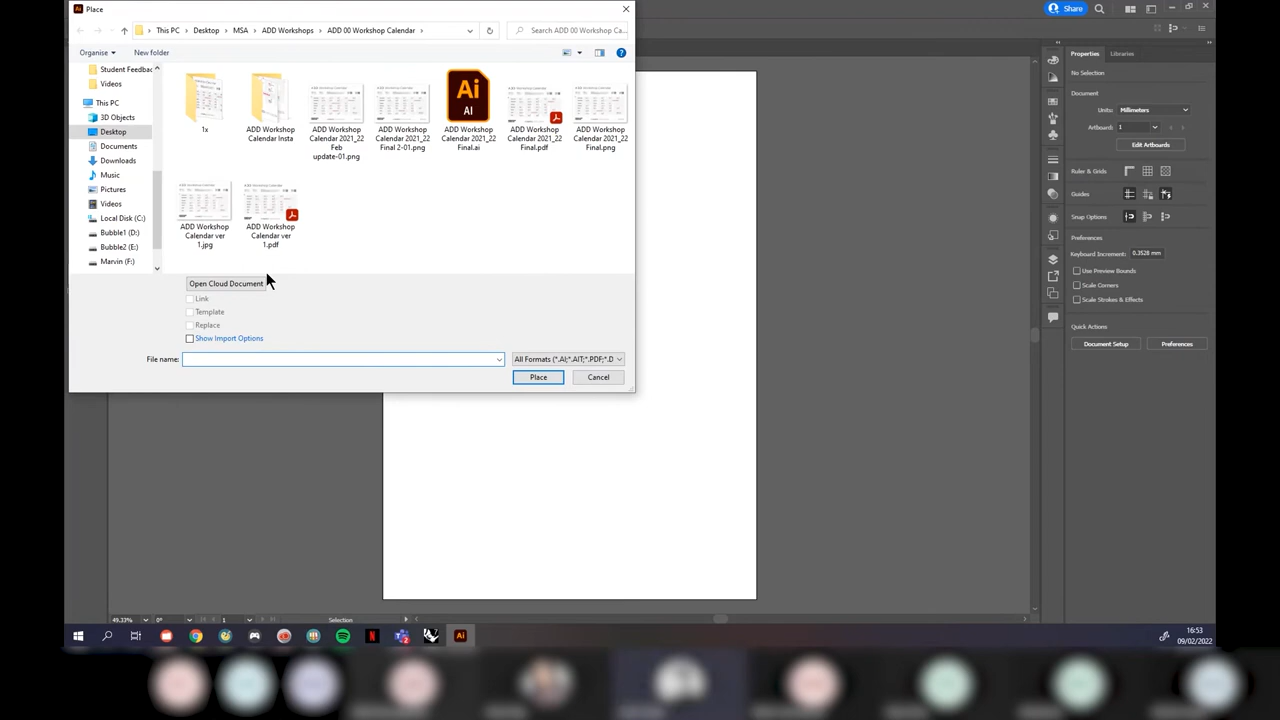 Place
Share
This PC > Desktop > MSA > ADD Workshops > ADD 00 Workshop Calendar >
Search ADD 00 Workshop Ca...
Organise
New folder
Student Feedbac
Videos
This PC
3D Objects
Desktop
Documents
Downloads
Music
Pictures
Videos
Local Disk (C:)
Bubble1 (D:)
Bubble2 (E:)
Marvin (F:)
1x
ADD Workshop
Calendar Insta
ADD Workshop
Calendar 2021_22
Feb
update-01.png
ADD Workshop
Calendar 2021_22
Final 2-01.png
Ai
AI
ADD Workshop
Calendar 2021_22
Final.ai
ADD Workshop
Calendar 2021_22
Final.pdf
ADD Workshop
Calendar 2021_22
Final.png
ADD Workshop
Calendar ver
1.jpg
ADD Workshop
Calendar ver
1.pdf
Open Cloud Document
Link
Template
Replace
Show Import Options
File name:
All Formats (*.AI;*.AIT;*.PDF;*.D
Place
Cancel
Properties
Libraries
No Selection
Document
Units: Millimeters
Artboard: 1
Edit Artboards
Ruler & Grids
Guides
Snap Options
Preferences
Keyboard Increment: 0.3528 mm
Use Preview Bounds
Scale Corners
Scale Strokes & Effects
Quick Actions
Document Setup
Preferences
49.33%
0°
1
Selection
Ai
16:53
09/02/2022